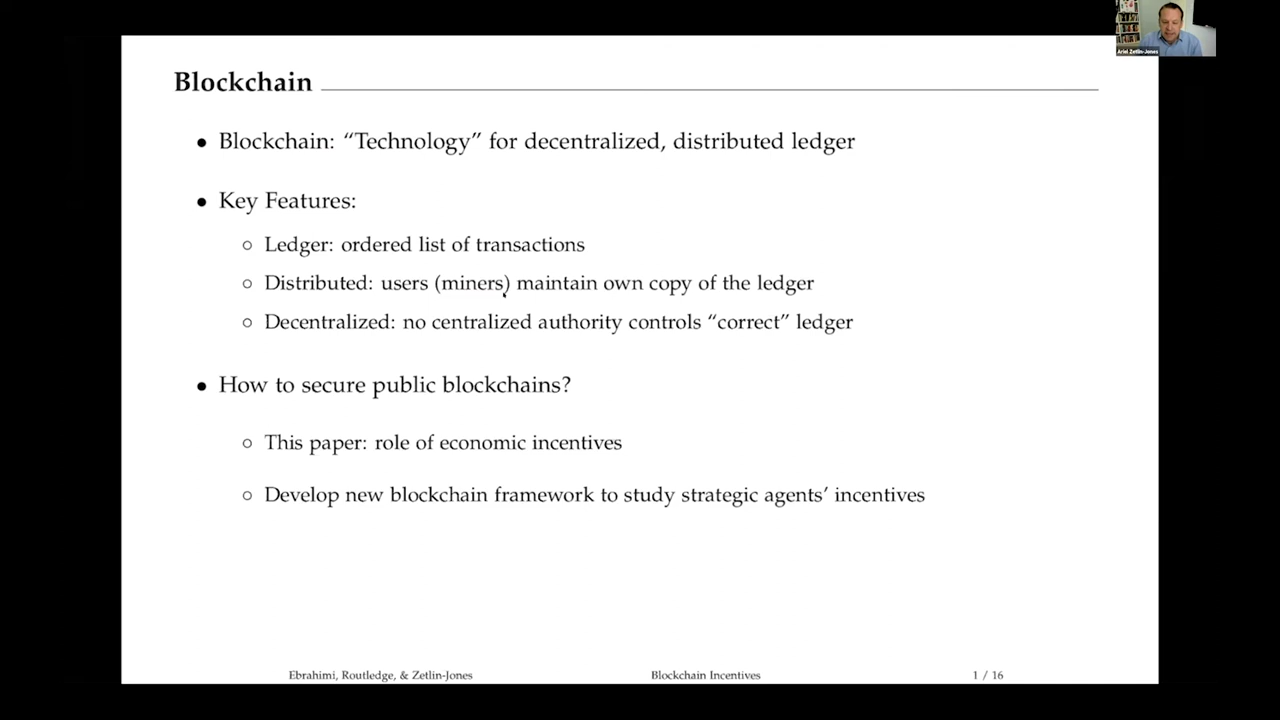 Ariel Zetlin-Jones
Blockchain
• Blockchain: “Technology” for decentralized, distributed ledger
• Key Features:
○ Ledger: ordered list of transactions
○ Distributed: users (miners) maintain own copy of the ledger
○ Decentralized: no centralized authority controls “correct” ledger
• How to secure public blockchains?
○ This paper: role of economic incentives
○ Develop new blockchain framework to study strategic agents’ incentives
Ebrahimi, Routledge, & Zetlin-Jones
Blockchain Incentives
1 / 16